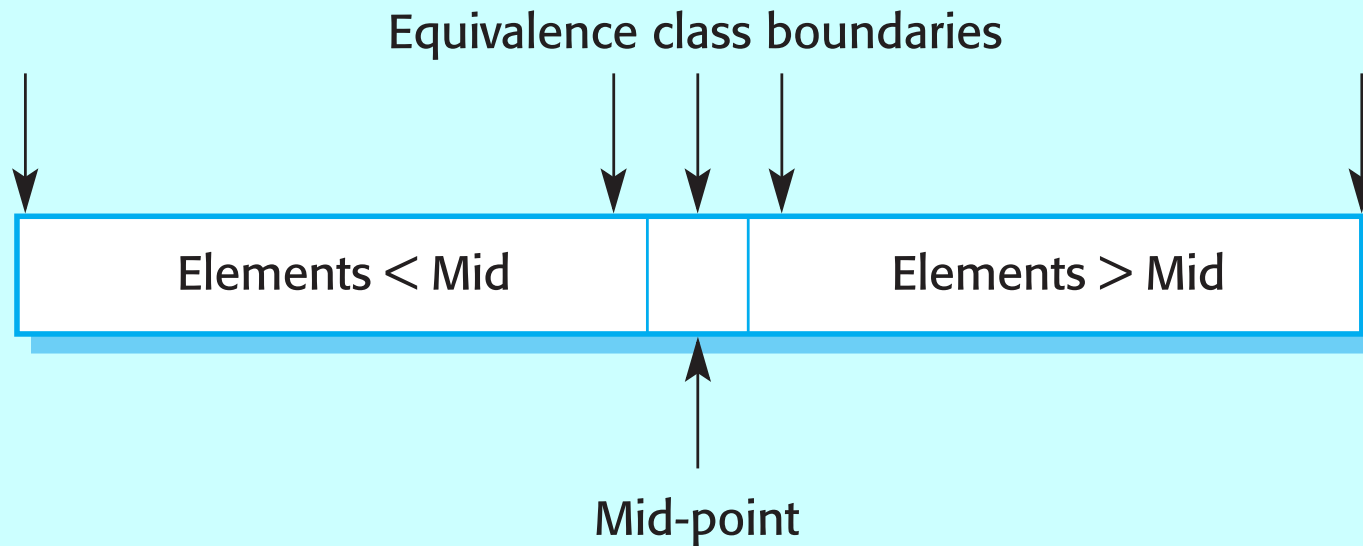 Equivalence class boundaries
Elements < Mid
Elements > Mid
Mid-point